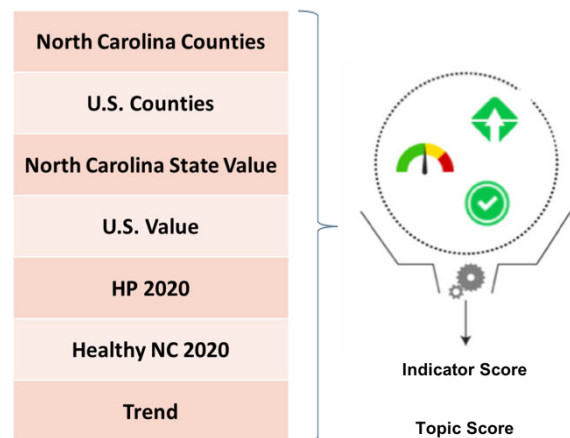 North Carolina Counties
U.S. Counties
North Carolina State Value
U.S. Value
HP 2020
Healthy NC 2020
Trend
Indicator Score
Topic Score